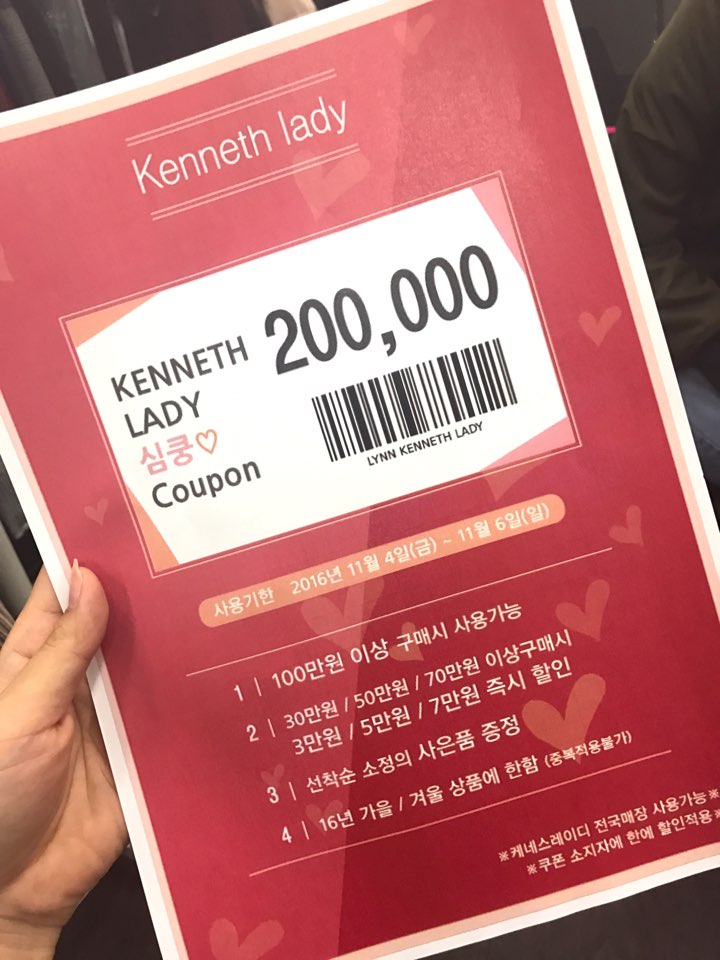 Kenneth lady
KENNETH
LADY
심쿵♡
Coupon
200,000
LYNN KENNETH LADY
사용기한 2016년 11월 4일(금) ~ 11월 6일(일)
1 | 100만원 이상 구매시 사용가능
2 | 30만원 / 50만원 / 70만원 이상구매시
3만원 / 5만원 / 7만원 즉시 할인
3 | 선착순 소정의 사은품 증정
4 | 16년 가을 / 겨울 상품에 한함 (중복적용불가)
※케네스레이디 전국매장 사용가능※
※쿠폰 소지자에 한해 할인적용※